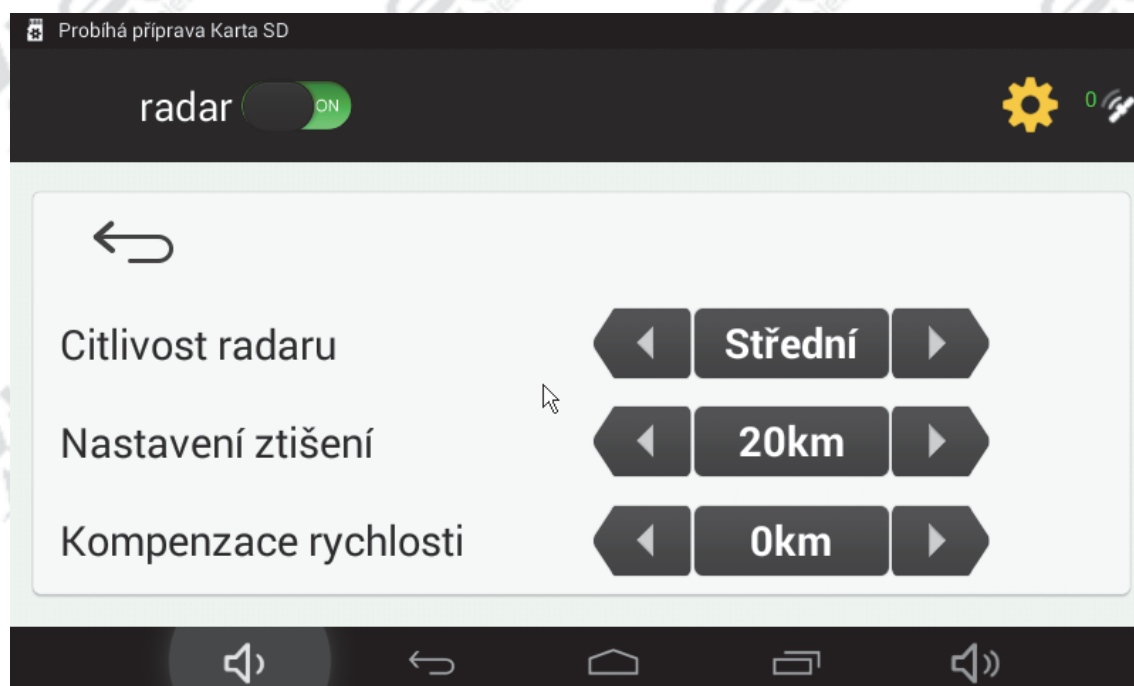 Probíhá příprava Karta SD
radar ON
0
Citlivost radaru Střední
Nastavení ztišení 20km
Kompenzace rychlosti 0km